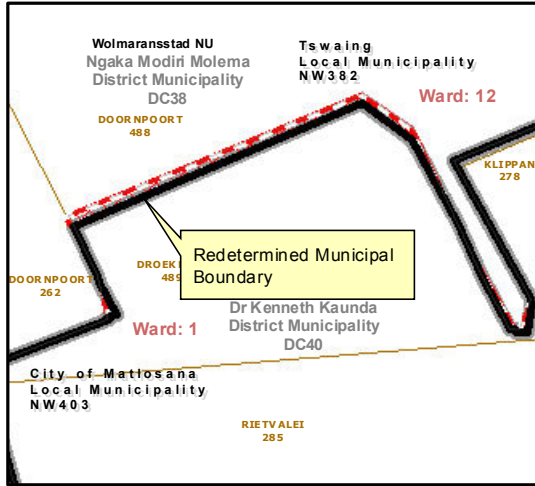 Wolmaransstad NU
Ngaka Modiri Molema
District Municipality
DC38
Tswaing
Local Municipality
NW382
Ward: 12
DOORNPOORT
488
KLIPPAN
278
Redetermined Municipal
Boundary
DOORNPOORT
262
489
Ward: 1
Dr Kenneth Kaunda
District Municipality
DC40
City of Matlosana
Local Municipality
NW403
RIETVALEI
285